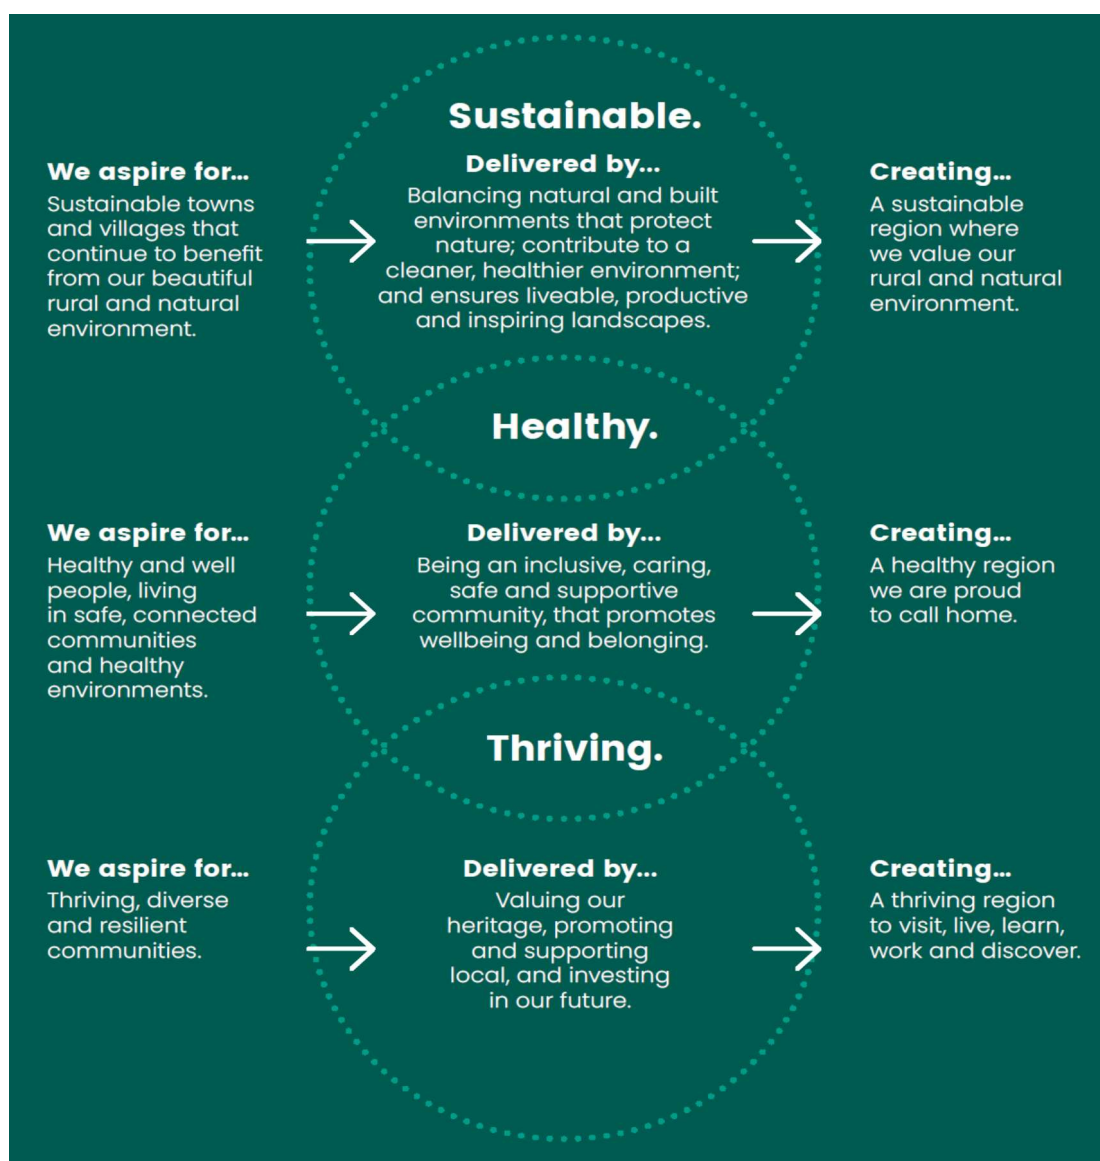 Sustainable.
We aspire for...
Sustainable towns
and villages that
continue to benefit
from our beautiful
rural and natural
environment.
Delivered by...
Balancing natural and built
environments that protect
nature; contribute to a
cleaner, healthier environment;
and ensures liveable, productive
and inspiring landscapes.
Creating...
A sustainable
region where
we value our
rural and natural
environment.
Healthy.
We aspire for...
Healthy and well
people, living
in safe, connected
communities
and healthy
environments.
Delivered by...
Being an inclusive, caring,
safe and supportive
community, that promotes
wellbeing and belonging.
Creating...
A healthy region
we are proud
to call home.
Thriving.
We aspire for...
Thriving, diverse
and resilient
communities.
Delivered by...
Valuing our
heritage, promoting
and supporting
local, and investing
in our future.
Creating...
A thriving region
to visit, live, learn,
work and discover.